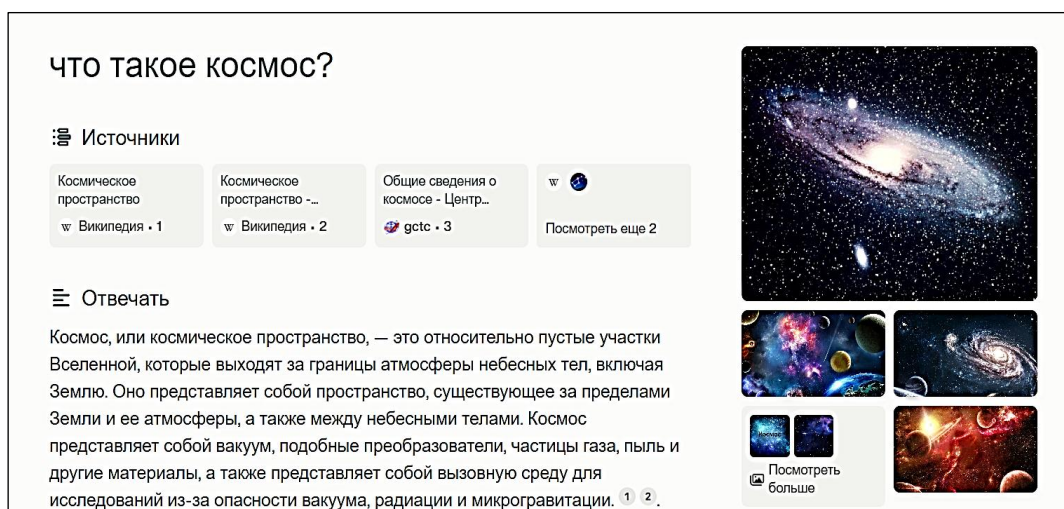 что такое космос?
Источники
Космическое
пространство
W Википедия • 1
Космическое
пространство -...
W Википедия • 2
Общие сведения о
космосе - Центр...
gctc • 3
W
Посмотреть еще 2
Отвечать
Космос, или космическое пространство, — это относительно пустые участки
Вселенной, которые выходят за границы атмосферы небесных тел, включая
Землю. Оно представляет собой пространство, существующее за пределами
Земли и ее атмосферы, а также между небесными телами. Космос
представляет собой вакуум, подобные преобразователи, частицы газа, пыль и
другие материалы, а также представляет собой вызовную среду для
исследований из-за опасности вакуума, радиации и микрогравитации. 1 2 .
Космос
Посмотреть
больше